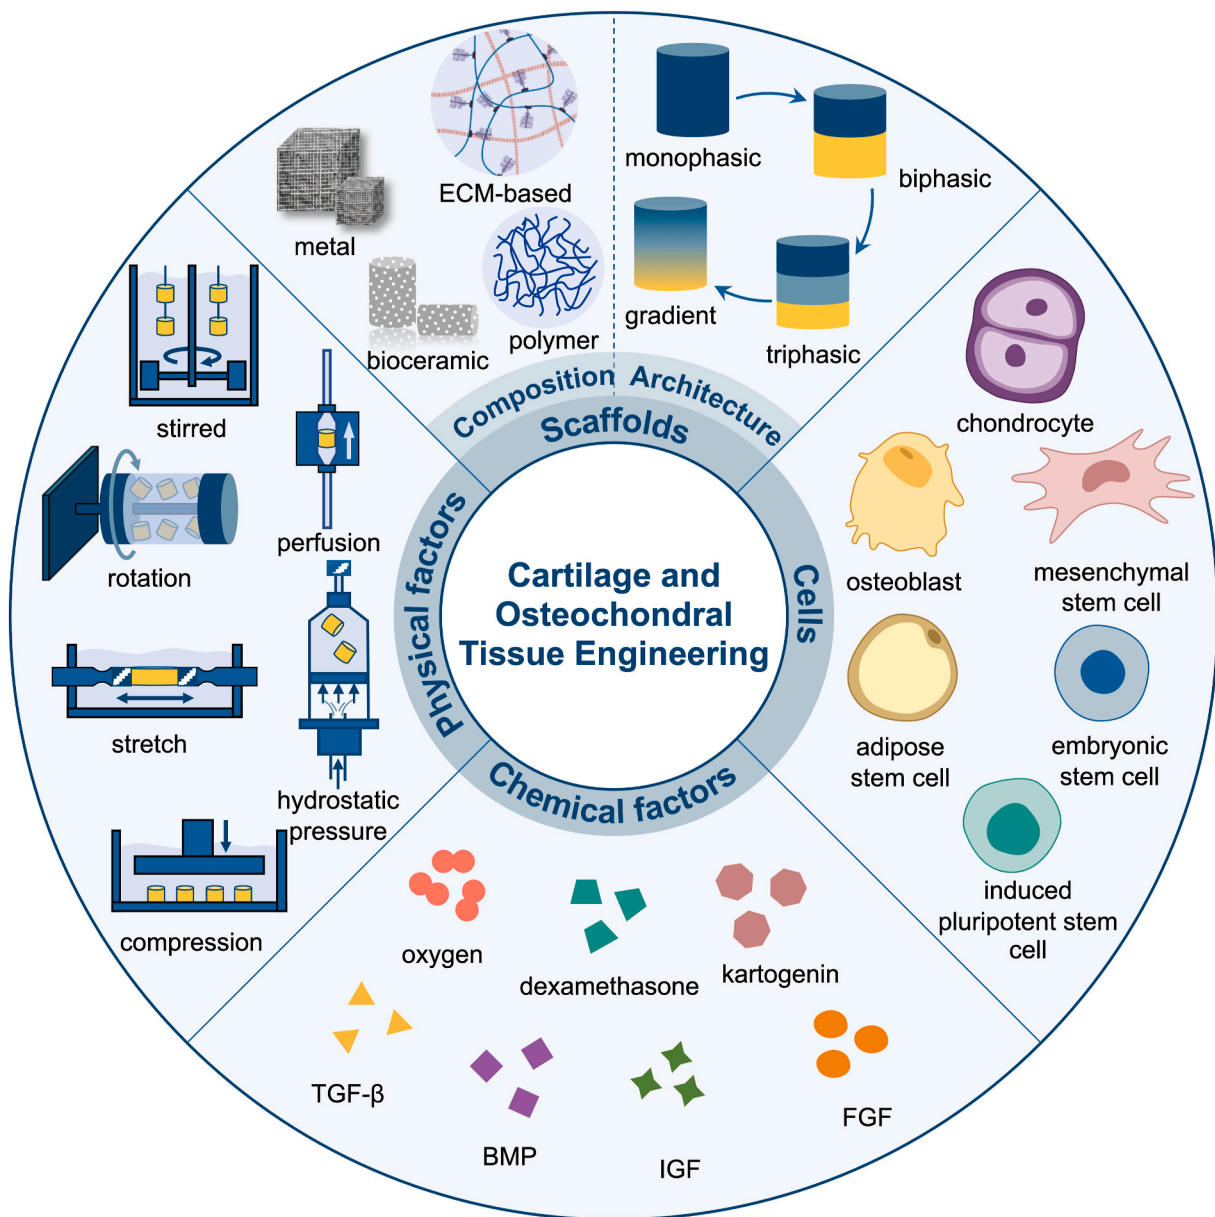 Cartilage and
Osteochondral
Tissue Engineering
Scaffolds
Composition
Architecture
ECM-based
metal
bioceramic
polymer
monophasic
biphasic
triphasic
gradient
Cells
chondrocyte
osteoblast
mesenchymal
stem cell
adipose
stem cell
embryonic
stem cell
induced
pluripotent stem
cell
Chemical factors
oxygen
dexamethasone
kartogenin
TGF-β
BMP
IGF
FGF
Physical factors
stirred
perfusion
rotation
stretch
hydrostatic
pressure
compression